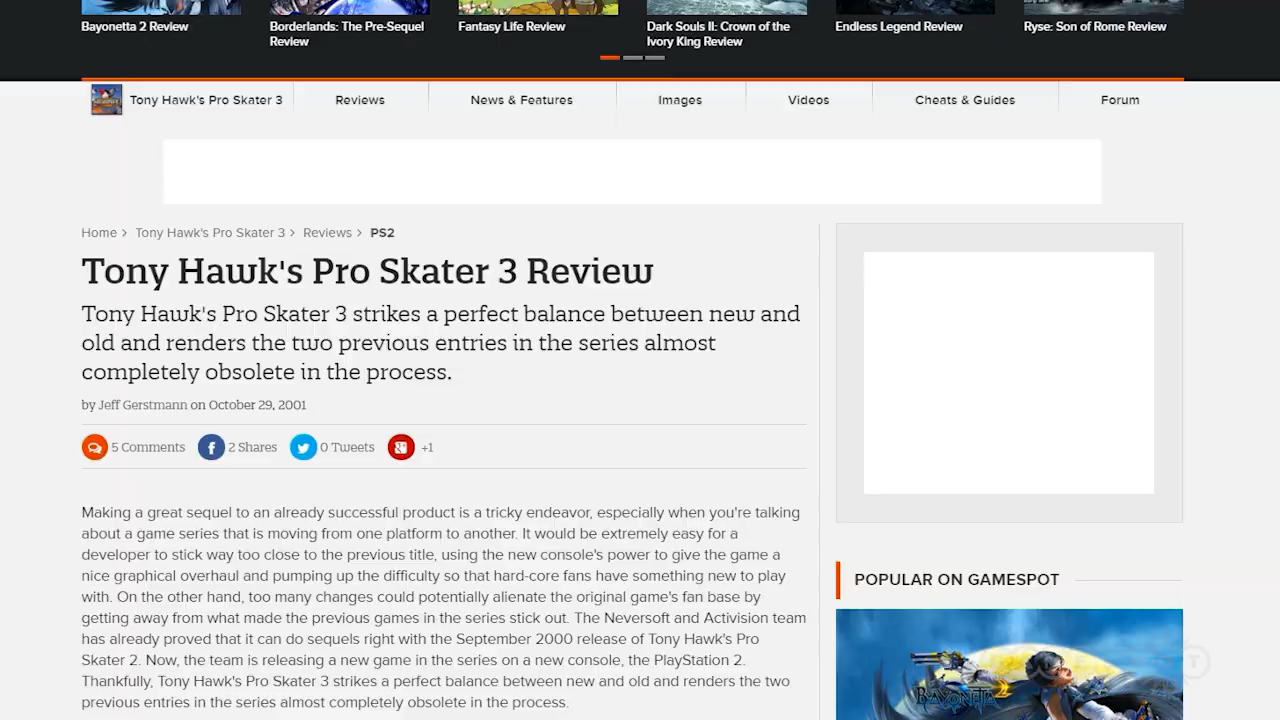 Bayonetta 2 Review
Borderlands: The Pre-Sequel
Review
Fantasy Life Review
Dark Souls II: Crown of the
Ivory King Review
Endless Legend Review
Ryse: Son of Rome Review
Tony Hawk's Pro Skater 3
Reviews
News & Features
Images
Videos
Cheats & Guides
Forum
Home › Tony Hawk's Pro Skater 3 › Reviews › PS2
Tony Hawk's Pro Skater 3 Review
Tony Hawk's Pro Skater 3 strikes a perfect balance between new and
old and renders the two previous entries in the series almost
completely obsolete in the process.
by Jeff Gerstmann on October 29, 2001
5 Comments
2 Shares
0 Tweets
+1
Making a great sequel to an already successful product is a tricky endeavor, especially when you're talking
about a game series that is moving from one platform to another. It would be extremely easy for a
developer to stick way too close to the previous title, using the new console's power to give the game a
nice graphical overhaul and pumping up the difficulty so that hard-core fans have something new to play
with. On the other hand, too many changes could potentially alienate the original game's fan base by
getting away from what made the previous games in the series stick out. The Neversoft and Activision team
has already proved that it can do sequels right with the September 2000 release of Tony Hawk's Pro
Skater 2. Now, the team is releasing a new game in the series on a new console, the PlayStation 2.
Thankfully, Tony Hawk's Pro Skater 3 strikes a perfect balance between new and old and renders the two
previous entries in the series almost completely obsolete in the process.
POPULAR ON GAMESPOT
BAYONETTA